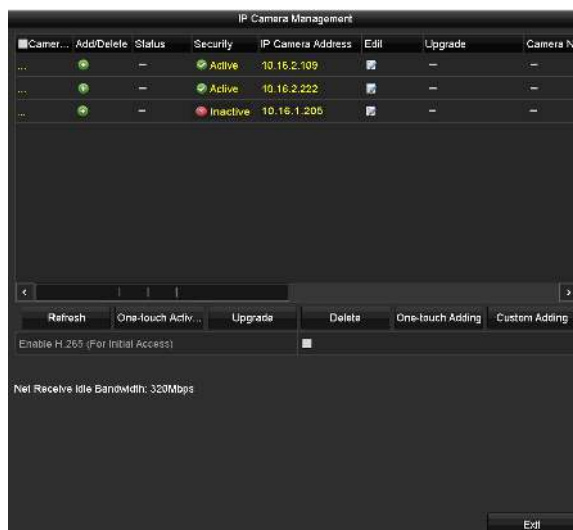 IP Camera Management
Camer... Add/Delete Status Security IP Camera Address Edit Upgrade Camera N
... – Active 10.16.2.109 –
... – Active 10.16.2.222 –
... – Inactive 10.16.1.205 –
Refresh One-touch Activ... Upgrade Delete One-touch Adding Custom Adding
Enable H.265 (For Initial Access)
Net Receive Idle Bandwidth: 320Mbps
Exit